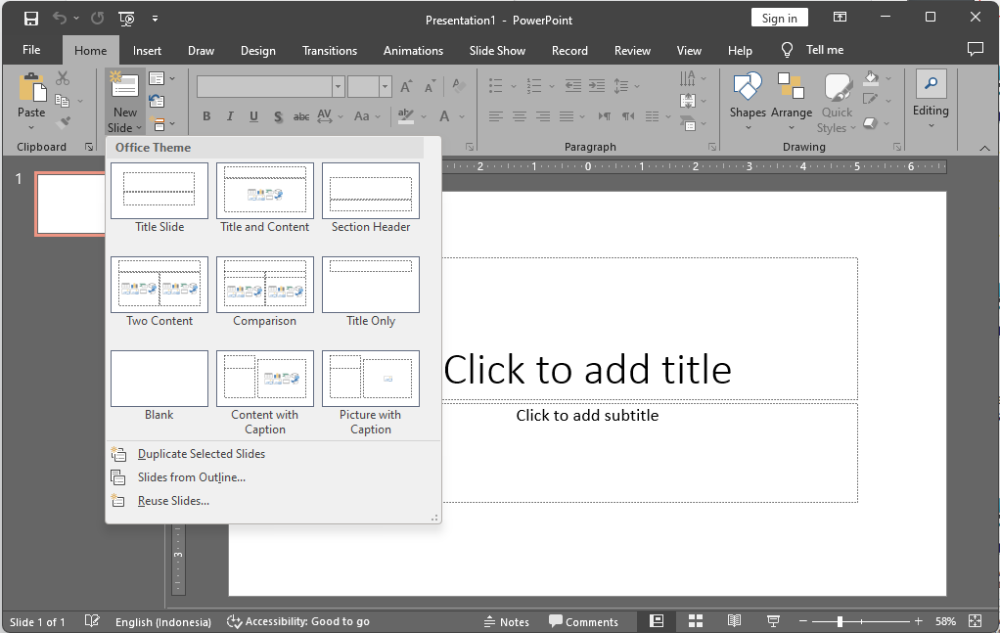 Presentation1 - PowerPoint
Sign in
File Home Insert Draw Design Transitions Animations Slide Show Record Review View Help Tell me
Paste
Clipboard
New
Slide
B I U S abc AV Aa A
Paragraph
Shapes Arrange Quick
Styles
Drawing
Editing
Office Theme
Title Slide Title and Content Section Header
Two Content Comparison Title Only
Blank Content with
Caption
Picture with
Caption
Duplicate Selected Slides
Slides from Outline...
Reuse Slides...
1
2 1 0 1 2 3 4 5 6
3
Click to add title
Click to add subtitle
Slide 1 of 1 English (Indonesia) Accessibility: Good to go Notes Comments 58%